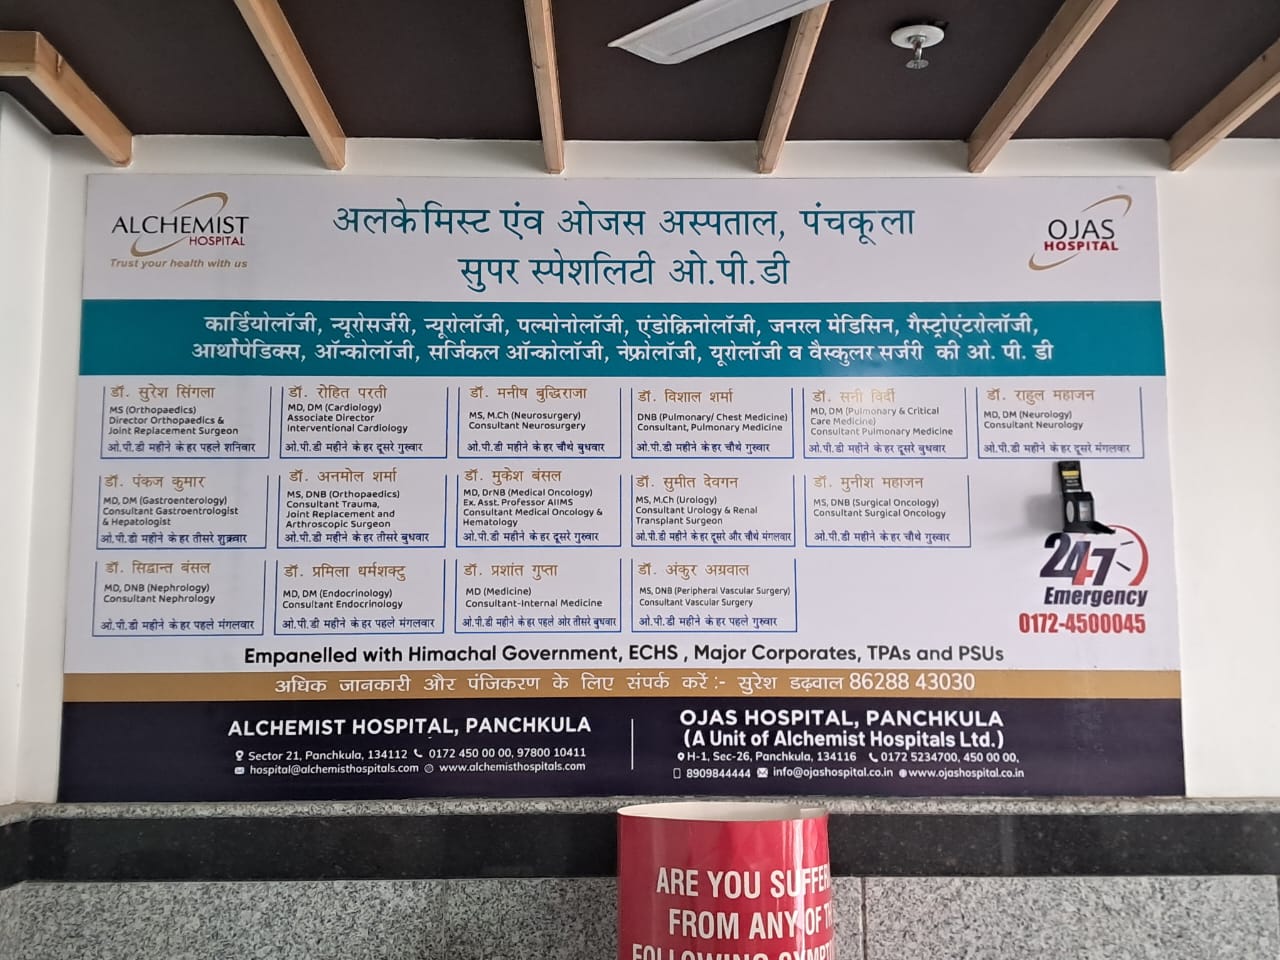 ALCHEMIST
HOSPITAL
Trust your health with us
अलकेमिस्ट एंव ओजस अस्पताल, पंचकूला
सुपर स्पेशलिटी ओ.पी.डी
OJAS
HOSPITAL
कार्डियोलॉजी, न्यूरोसर्जरी, न्यूरोलॉजी, पल्मोनोलॉजी, एंडोक्रिनोलॉजी, जनरल मेडिसिन, गैस्ट्रोएंटरोलॉजी,
आर्थोपेडिक्स, ऑन्कोलॉजी, सर्जिकल ऑन्कोलॉजी, नेफ्रोलॉजी, यूरोलॉजी व वैस्कुलर सर्जरी की ओ. पी. डी
डॉ. सुरेश सिंगला
MS (Orthopaedics)
Director Orthopaedics &
Joint Replacement Surgeon
ओ.पी.डी महीने के हर पहले शनिवार
डॉ. रोहित परती
MD, DM (Cardiology)
Associate Director
Interventional Cardiology
ओ.पी.डी महीने के हर दूसरे गुरुवार
डॉ. मनीष बुद्धिराजा
MS, M.Ch (Neurosurgery)
Consultant Neurosurgery
ओ.पी.डी महीने के हर चौथे बुधवार
डॉ. विशाल शर्मा
DNB (Pulmonary/ Chest Medicine)
Consultant, Pulmonary Medicine
ओ.पी.डी महीने के हर चौथे गुरुवार
डॉ. सनी विर्दी
MD, DM (Pulmonary & Critical
Care Medicine)
Consultant Pulmonary Medicine
ओ.पी.डी महीने के हर दूसरे बुधवार
डॉ. राहुल महाजन
MD, DM (Neurology)
Consultant Neurology
ओ.पी.डी महीने के हर दूसरे मंगलवार
डॉ. पंकज कुमार
MD, DM (Gastroenterology)
Consultant Gastroenterologist
& Hepatologist
ओ.पी.डी महीने के हर तीसरे शुक्रवार
डॉ. अनमोल शर्मा
MS, DNB (Orthopaedics)
Consultant Trauma,
Joint Replacement and
Arthroscopic Surgeon
ओ.पी.डी महीने के हर तीसरे बुधवार
डॉ. मुकेश बंसल
MD, DrNB (Medical Oncology)
Ex. Asst. Professor AIIMS
Consultant Medical Oncology &
Hematology
ओ.पी.डी महीने के हर दूसरे गुरुवार
डॉ. सुमीत देवगन
MS, M.Ch (Urology)
Consultant Urology & Renal
Transplant Surgeon
ओ.पी.डी महीने के हर दूसरे और चौथे मंगलवार
डॉ. मुनीश महाजन
MS, DNB (Surgical Oncology)
Consultant Surgical Oncology
ओ.पी.डी महीने के हर चौथे गुरुवार
डॉ. सिद्वान्त बंसल
MD, DNB (Nephrology)
Consultant Nephrology
ओ.पी.डी महीने के हर पहले मंगलवार
डॉ. प्रमिला धर्मशक्टु
MD, DM (Endocrinology)
Consultant Endocrinology
ओ.पी.डी महीने के हर पहले मंगलवार
डॉ. प्रशांत गुप्ता
MD (Medicine)
Consultant-Internal Medicine
ओ.पी.डी महीने के हर पहले ओर तीसरे बुधवार
डॉ. अंकुर अग्रवाल
MS, DNB (Peripheral Vascular Surgery)
Consultant Vascular Surgery
ओ.पी.डी महीने के हर पहले गुरुवार
24x7
Emergency
0172-4500045
Empanelled with Himachal Government, ECHS , Major Corporates, TPAs and PSUs
अधिक जानकारी और पंजिकरण के लिए संपर्क करें :- सुरेश डढ़वाल 86288 43030
ALCHEMIST HOSPITAL, PANCHKULA
Sector 21, Panchkula, 134112 0172 450 00 00, 97800 10411
hospital@alchemisthospitals.com www.alchemisthospitals.com
OJAS HOSPITAL, PANCHKULA
(A Unit of Alchemist Hospitals Ltd.)
H-1, Sec-26, Panchkula, 134116 0172 5234700, 450 00 00,
8909844444 info@ojashospital.co.in www.ojashospital.co.in
ARE YOU SUFFER
FROM ANY OF
FOLLOWING